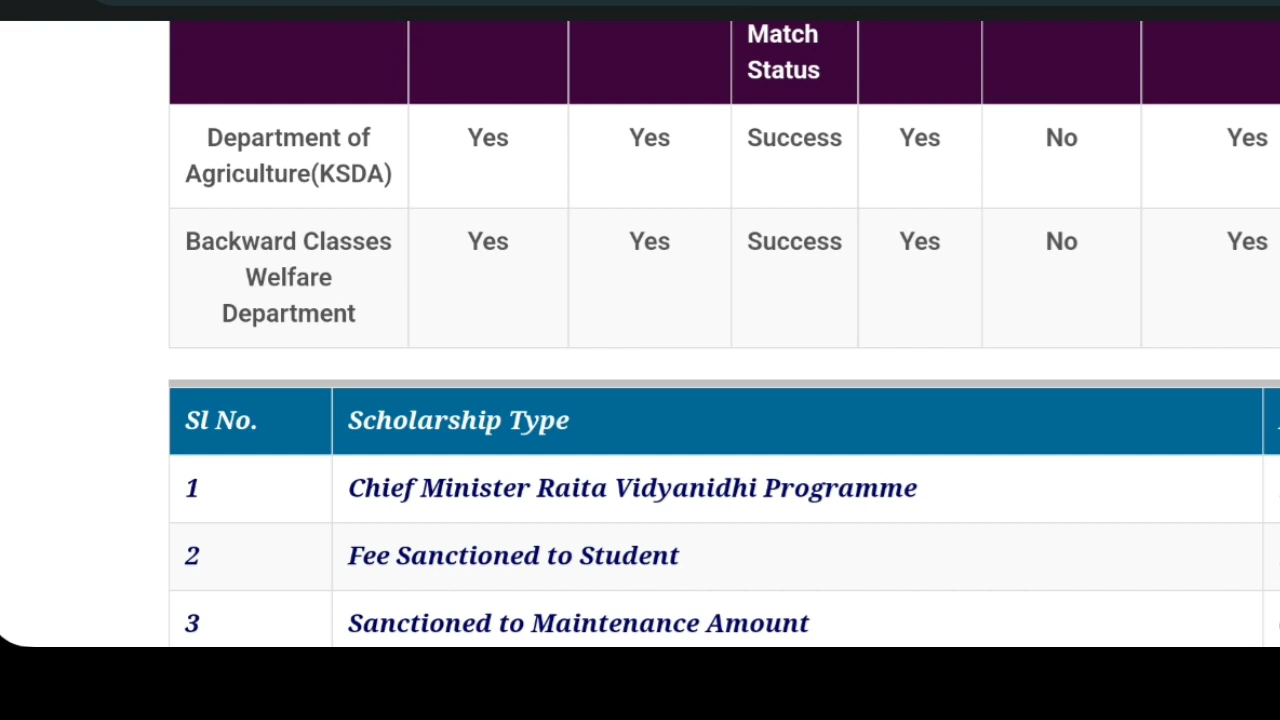 Match
Status
Department of
Agriculture(KSDA)
Yes
Yes
Success
Yes
No
Yes
Backward Classes
Welfare
Department
Yes
Yes
Success
Yes
No
Yes
Sl No.
Scholarship Type
1
Chief Minister Raita Vidyanidhi Programme
2
Fee Sanctioned to Student
3
Sanctioned to Maintenance Amount